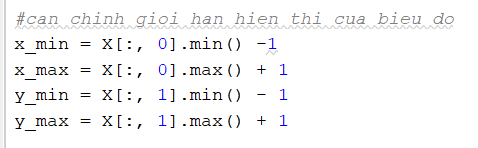 #can chinh gioi han hien thi cua bieu do
x_min = X[:, 0].min() -1
x_max = X[:, 0].max() + 1
y_min = X[:, 1].min() - 1
y_max = X[:, 1].max() + 1